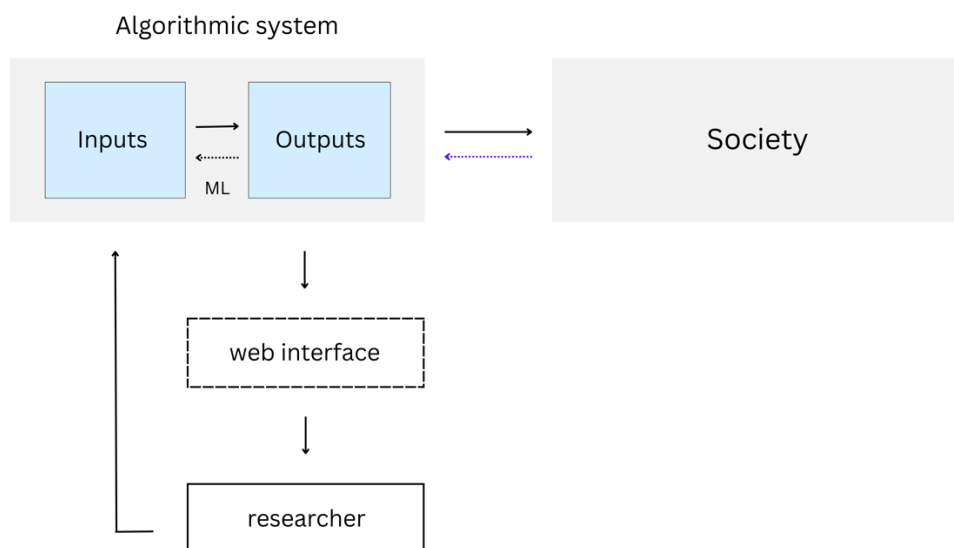 Algorithmic system
Inputs
Outputs
ML
Society
web interface
researcher